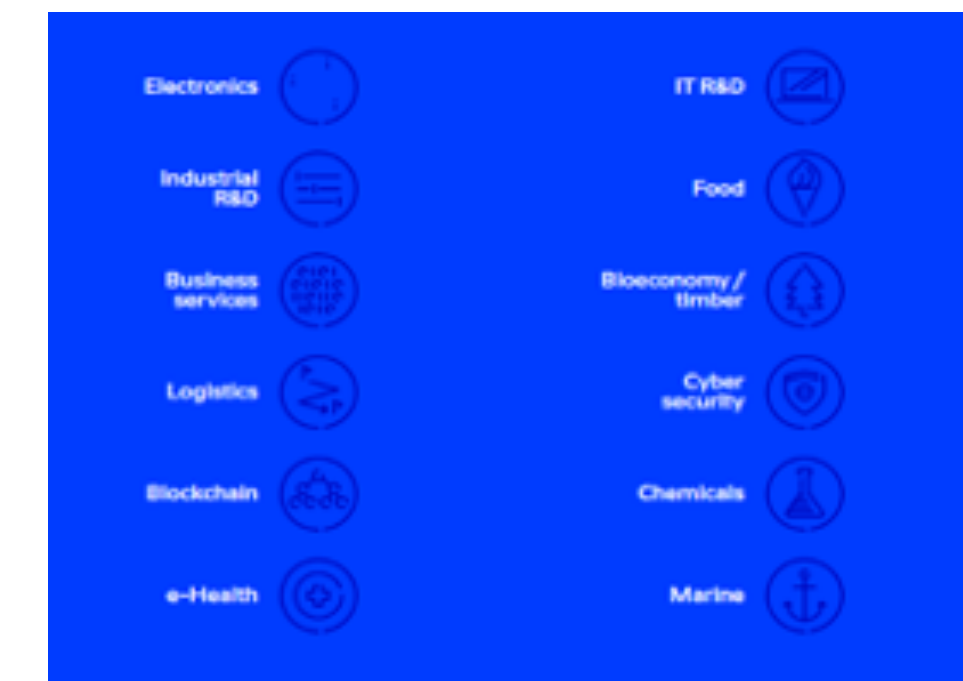 Electronics
IT R&D
Industrial
R&D
Food
Business
services
Bioeconomy/
timber
Logistics
Cyber
security
Blockchain
Chemicals
e-Health
Marine